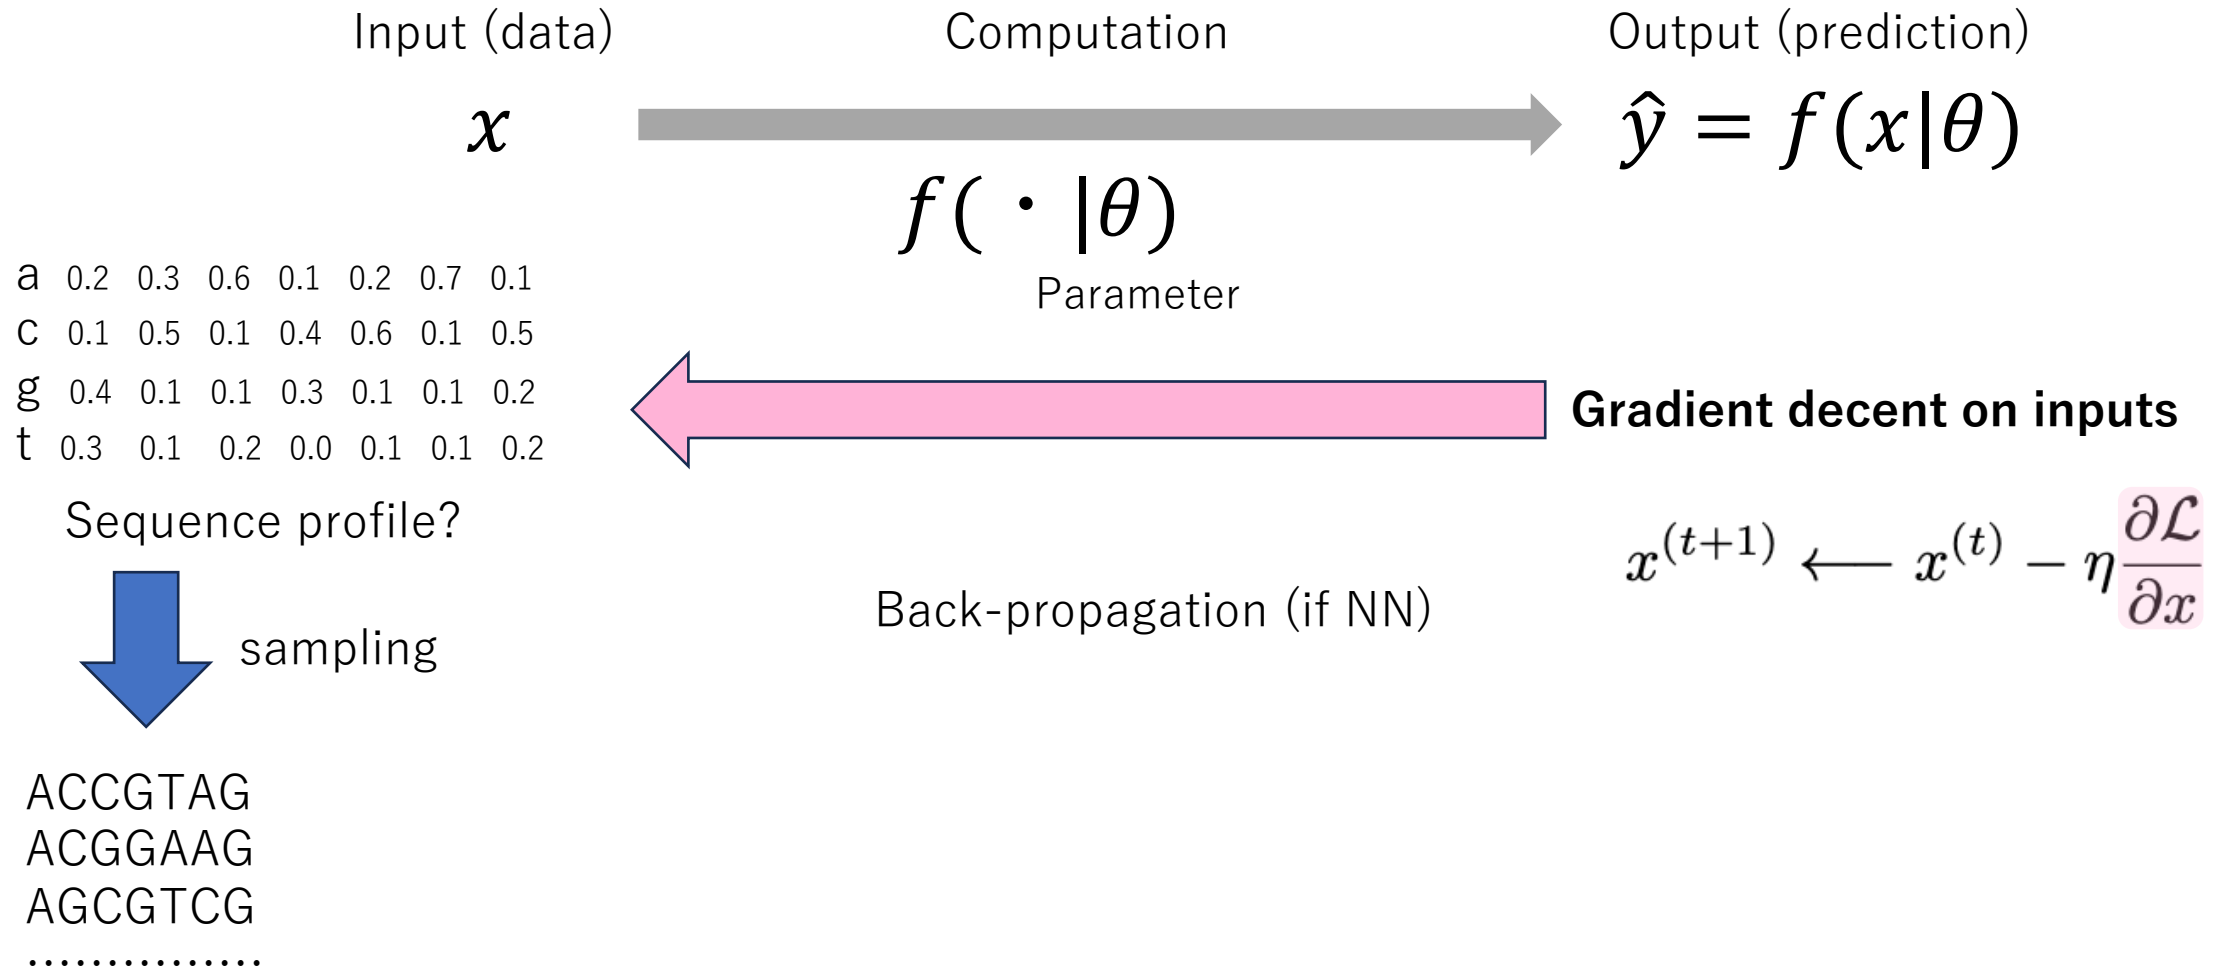 Input (data)
Computation
Output (prediction)
x
ŷ = f(x|θ)
f( · |θ)
Parameter
a 0.2 0.3 0.6 0.1 0.2 0.7 0.1
c 0.1 0.5 0.1 0.4 0.6 0.1 0.5
g 0.4 0.1 0.1 0.3 0.1 0.1 0.2
t 0.3 0.1 0.2 0.0 0.1 0.1 0.2
Gradient decent on inputs
Sequence profile?
x^(t+1) ⟵ x^(t) − η ∂ℒ/∂x
Back-propagation (if NN)
sampling
ACCGTAG
ACGGAAG
AGCGTCG
...............